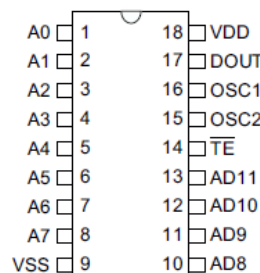 A0 1 18 VDD
A1 2 17 DOUT
A2 3 16 OSC1
A3 4 15 OSC2
A4 5 14 T̅E̅
A5 6 13 AD11
A6 7 12 AD10
A7 8 11 AD9
VSS 9 10 AD8